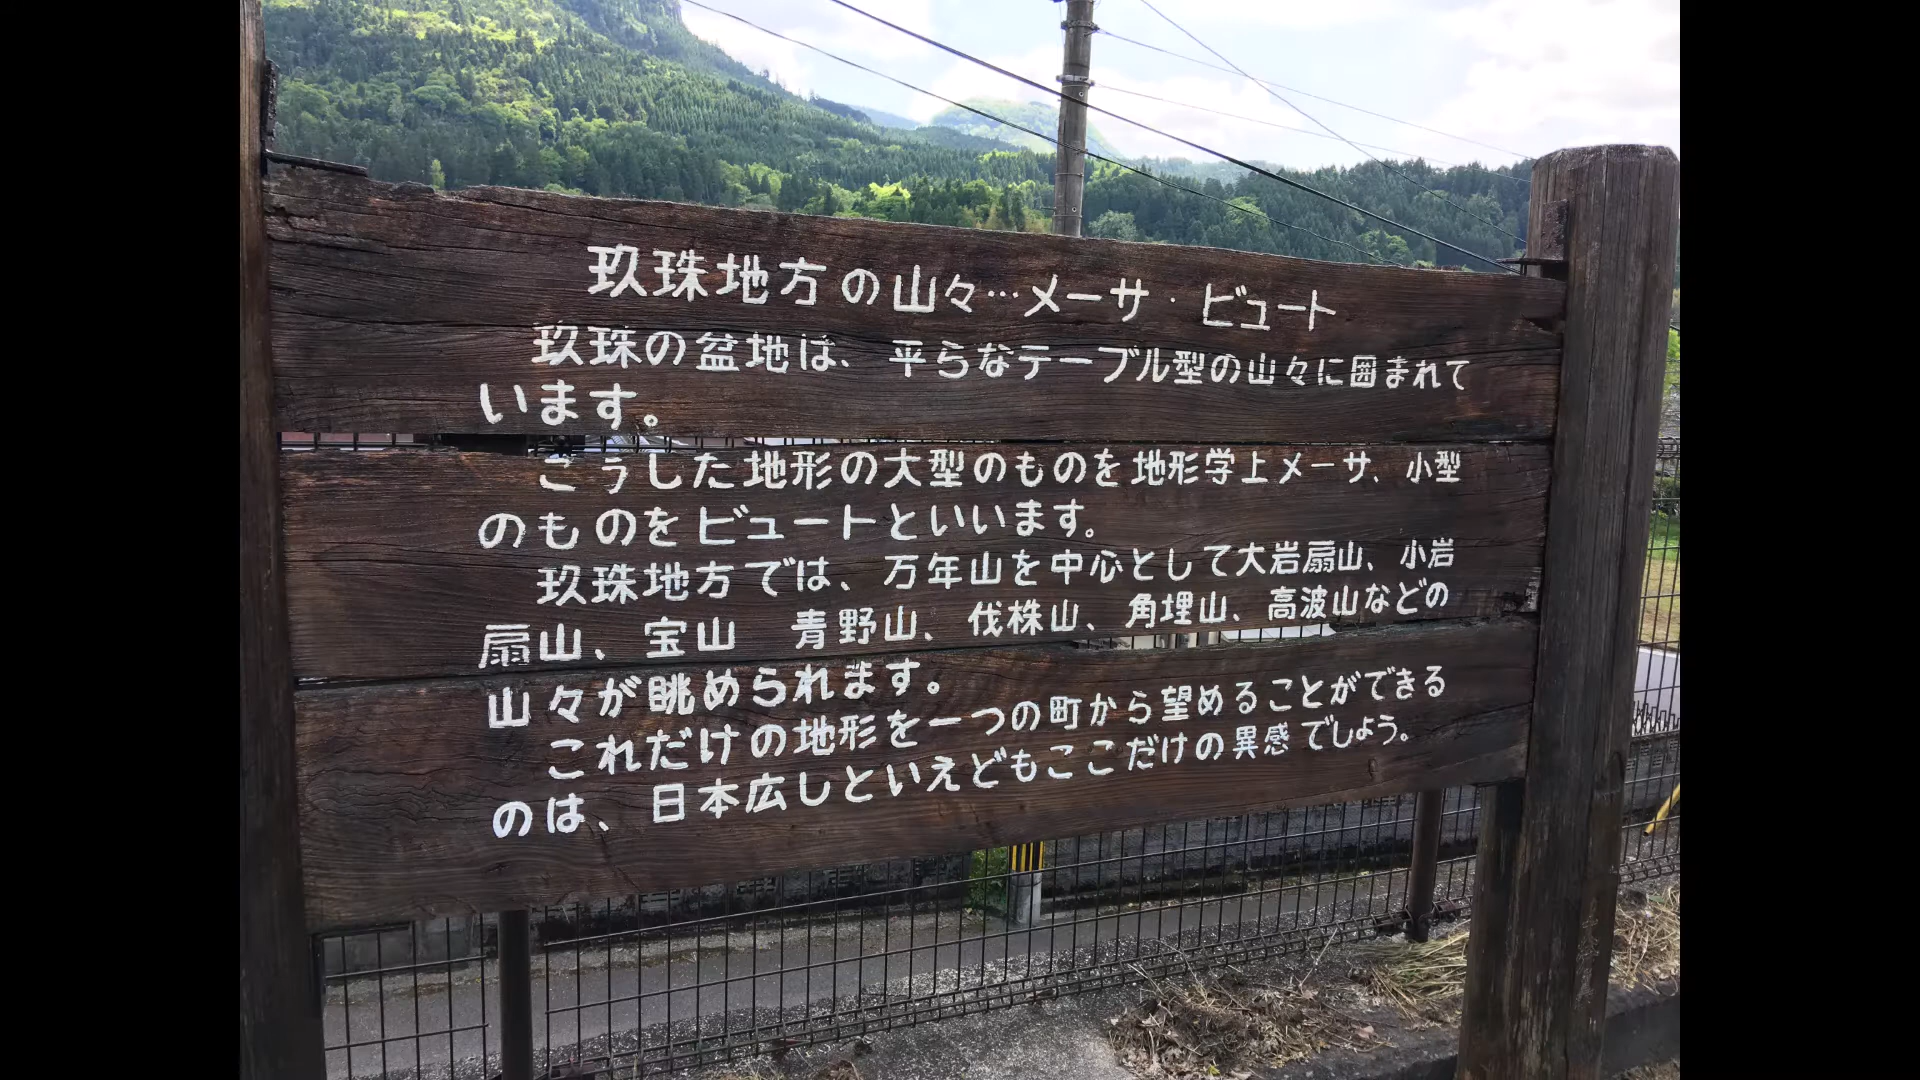 玖珠地方の山々…メーサ・ビュート
玖珠の盆地は、平らなテーブル型の山々に囲まれて
います。
こうした地形の大型のものを地形学上メーサ、小型
のものをビュートといいます。
玖珠地方では、万年山を中心として大岩扇山、小岩
扇山、宝山 青野山、伐株山、角埋山、高波山などの
山々が眺められます。
これだけの地形を一つの町から望めることができる
のは、日本広しといえどもここだけの異感でしょう。